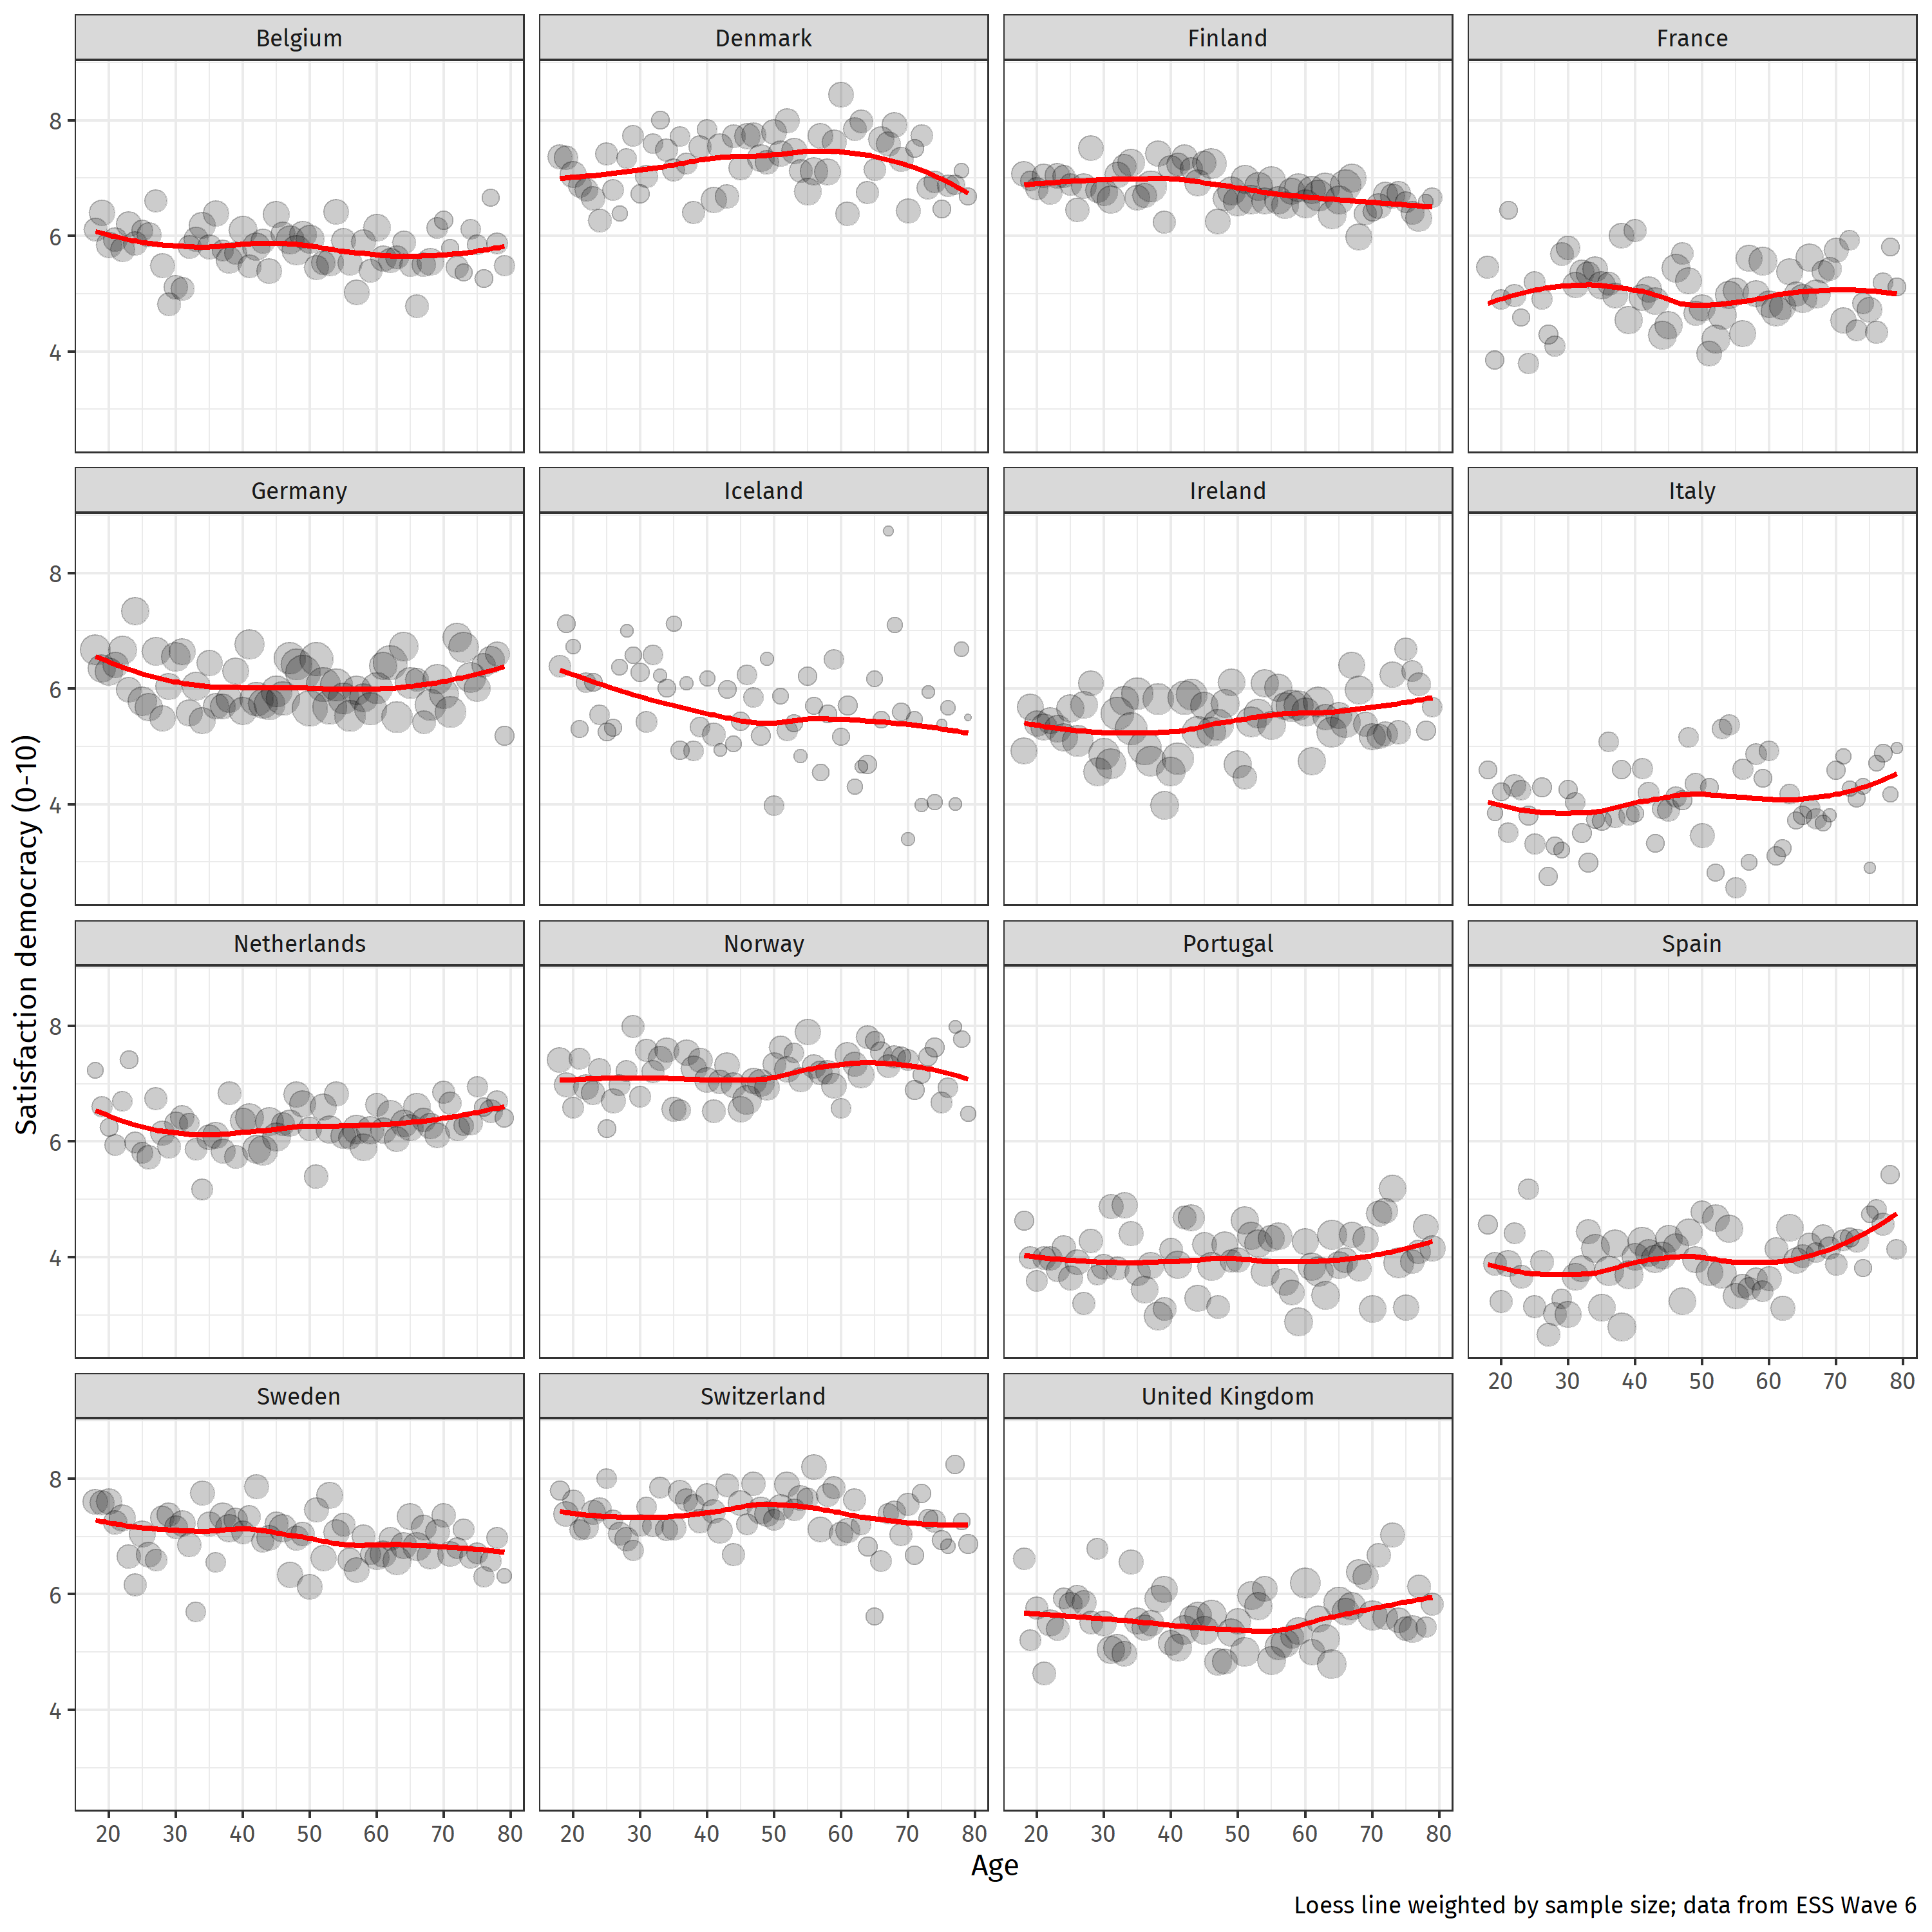 Belgium Denmark Finland France
8
6
4
Germany Iceland Ireland Italy
8
6
4
Satisfaction democracy (0-10)
Netherlands Norway Portugal Spain
8
6
4
20 30 40 50 60 70 80
Sweden Switzerland United Kingdom
8
6
4
20 30 40 50 60 70 80 20 30 40 50 60 70 80 20 30 40 50 60 70 80
Age
Loess line weighted by sample size; data from ESS Wave 6